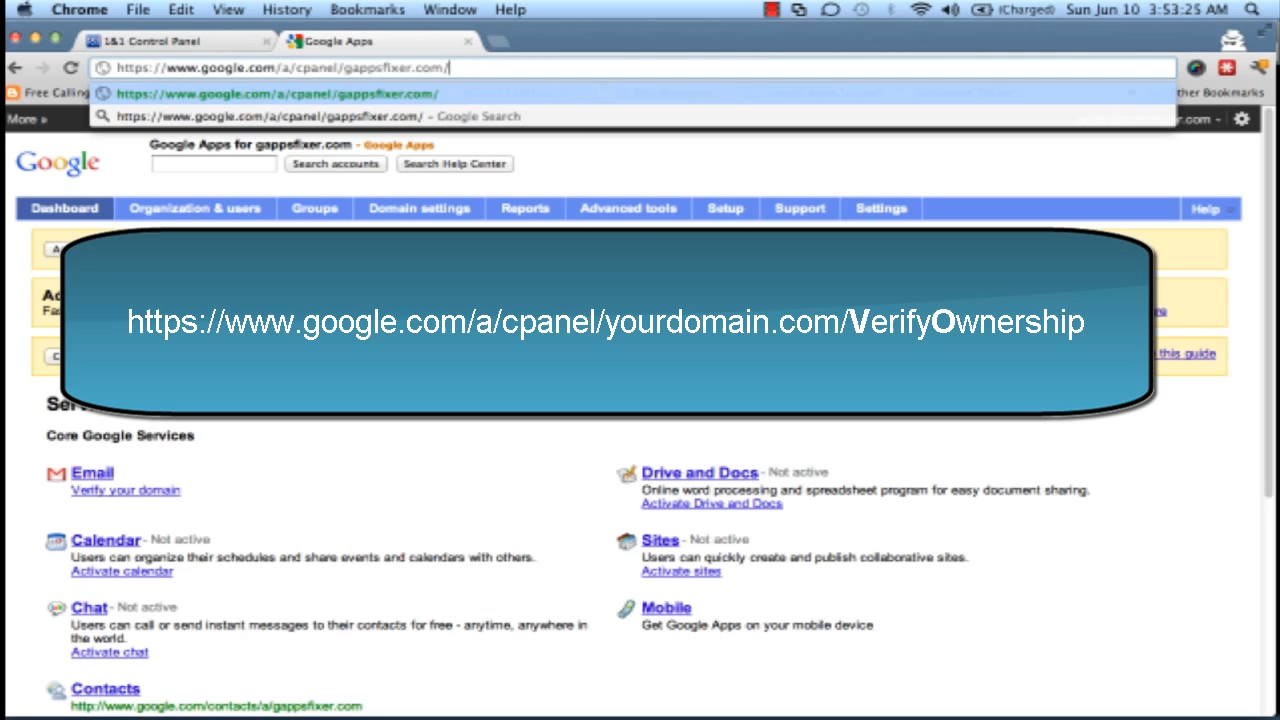 Chrome File Edit View History Bookmarks Window Help (Charged) Sun Jun 10 3:53:25 AM
1&1 Control Panel Google Apps
https://www.google.com/a/cpanel/gappsfixer.com/
Free Calling https://www.google.com/a/cpanel/gappsfixer.com/ ther Bookmarks
More » https://www.google.com/a/cpanel/gappsfixer.com/ - Google Search r.com
Google Apps for gappsfixer.com - Google Apps
Google Search accounts Search Help Center
Dashboard Organization & users Groups Domain settings Reports Advanced tools Setup Support Settings Help
https://www.google.com/a/cpanel/yourdomain.com/VerifyOwnership
this guide
Core Google Services
Email
Verify your domain
Drive and Docs - Not active
Online word processing and spreadsheet program for easy document sharing.
Activate Drive and Docs
Calendar - Not active
Users can organize their schedules and share events and calendars with others.
Activate calendar
Sites - Not active
Users can quickly create and publish collaborative sites.
Activate sites
Chat - Not active
Users can call or send instant messages to their contacts for free - anytime, anywhere in
the world.
Activate chat
Mobile
Get Google Apps on your mobile device
Contacts
http://www.google.com/contacts/a/gappsfixer.com